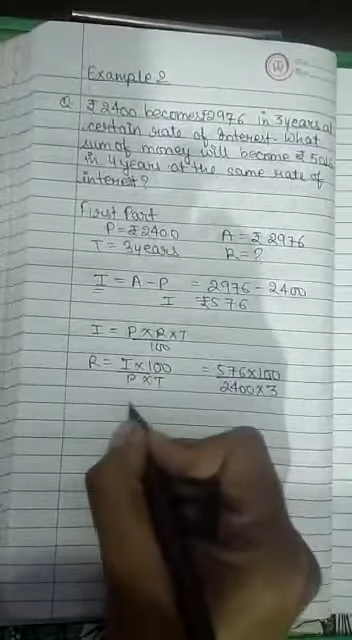 Example 2
Q. ₹2400 becomes ₹2976 in 3 years at
certain rate of interest. What
sum of money will become ₹
in 4 years at the same rate of
interest?
First Part
P = ₹2400 A = ₹2976
T = 3 years R = ?
I = A - P = 2976 - 2400
I ₹576
I = P × R × T / 100
R = I × 100 / P × T = 576 × 100 / 2400 × 3